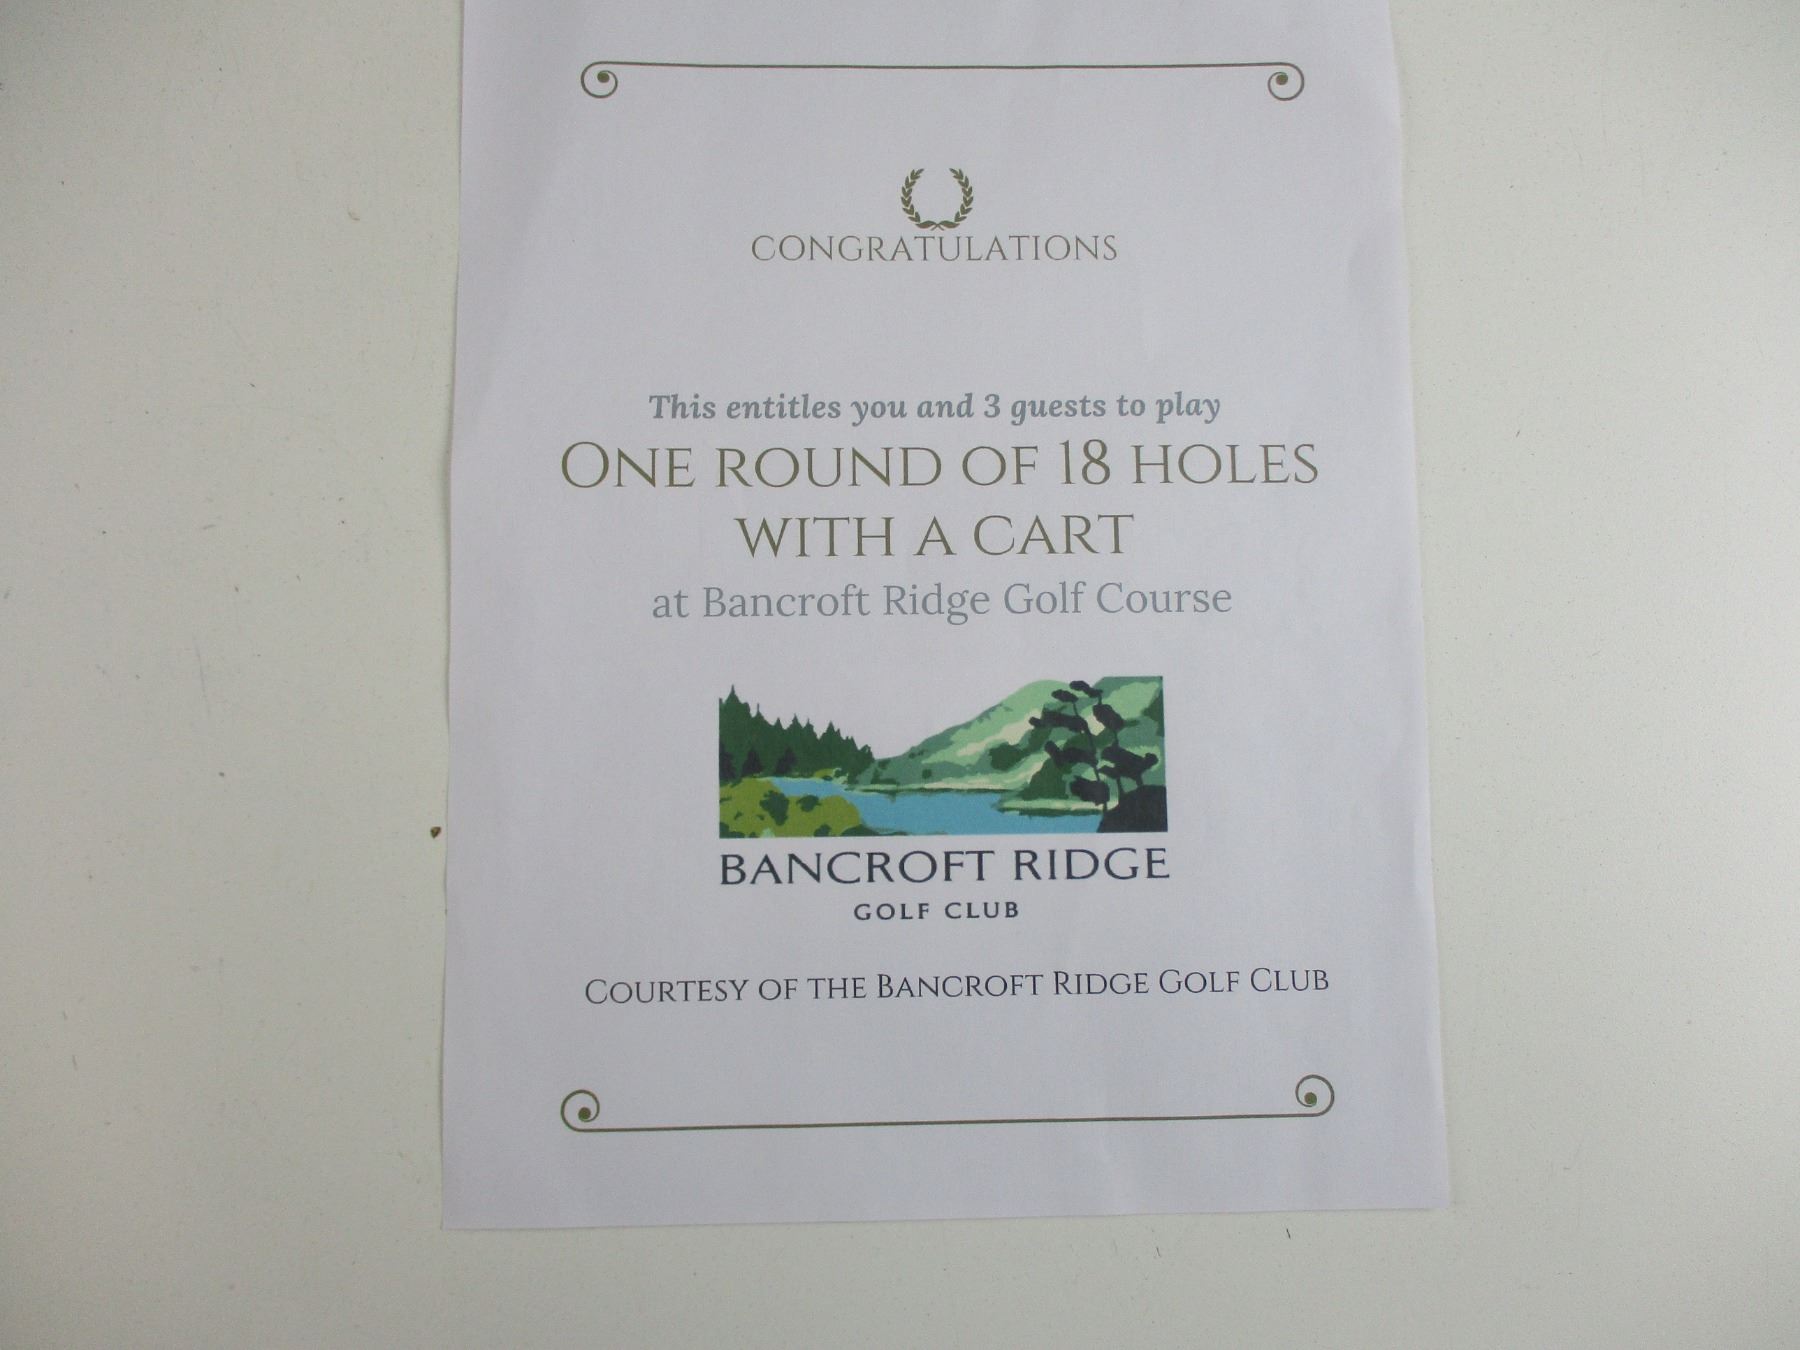 CONGRATULATIONS
This entitles you and 3 guests to play
ONE ROUND OF 18 HOLES
WITH A CART
at Bancroft Ridge Golf Course
BANCROFT RIDGE
GOLF CLUB
COURTESY OF THE BANCROFT RIDGE GOLF CLUB